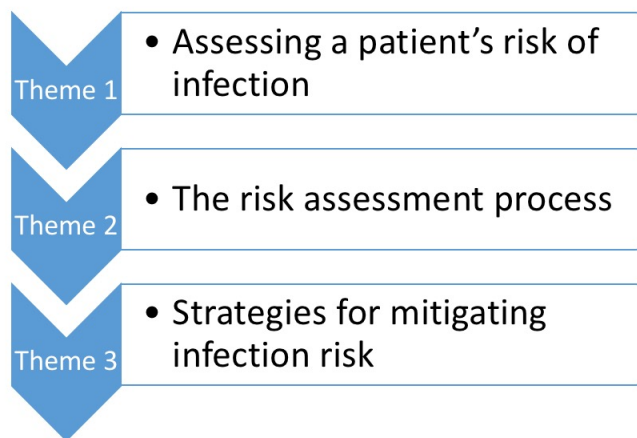 Theme 1
• Assessing a patient’s risk of
infection
Theme 2
• The risk assessment process
Theme 3
• Strategies for mitigating
infection risk